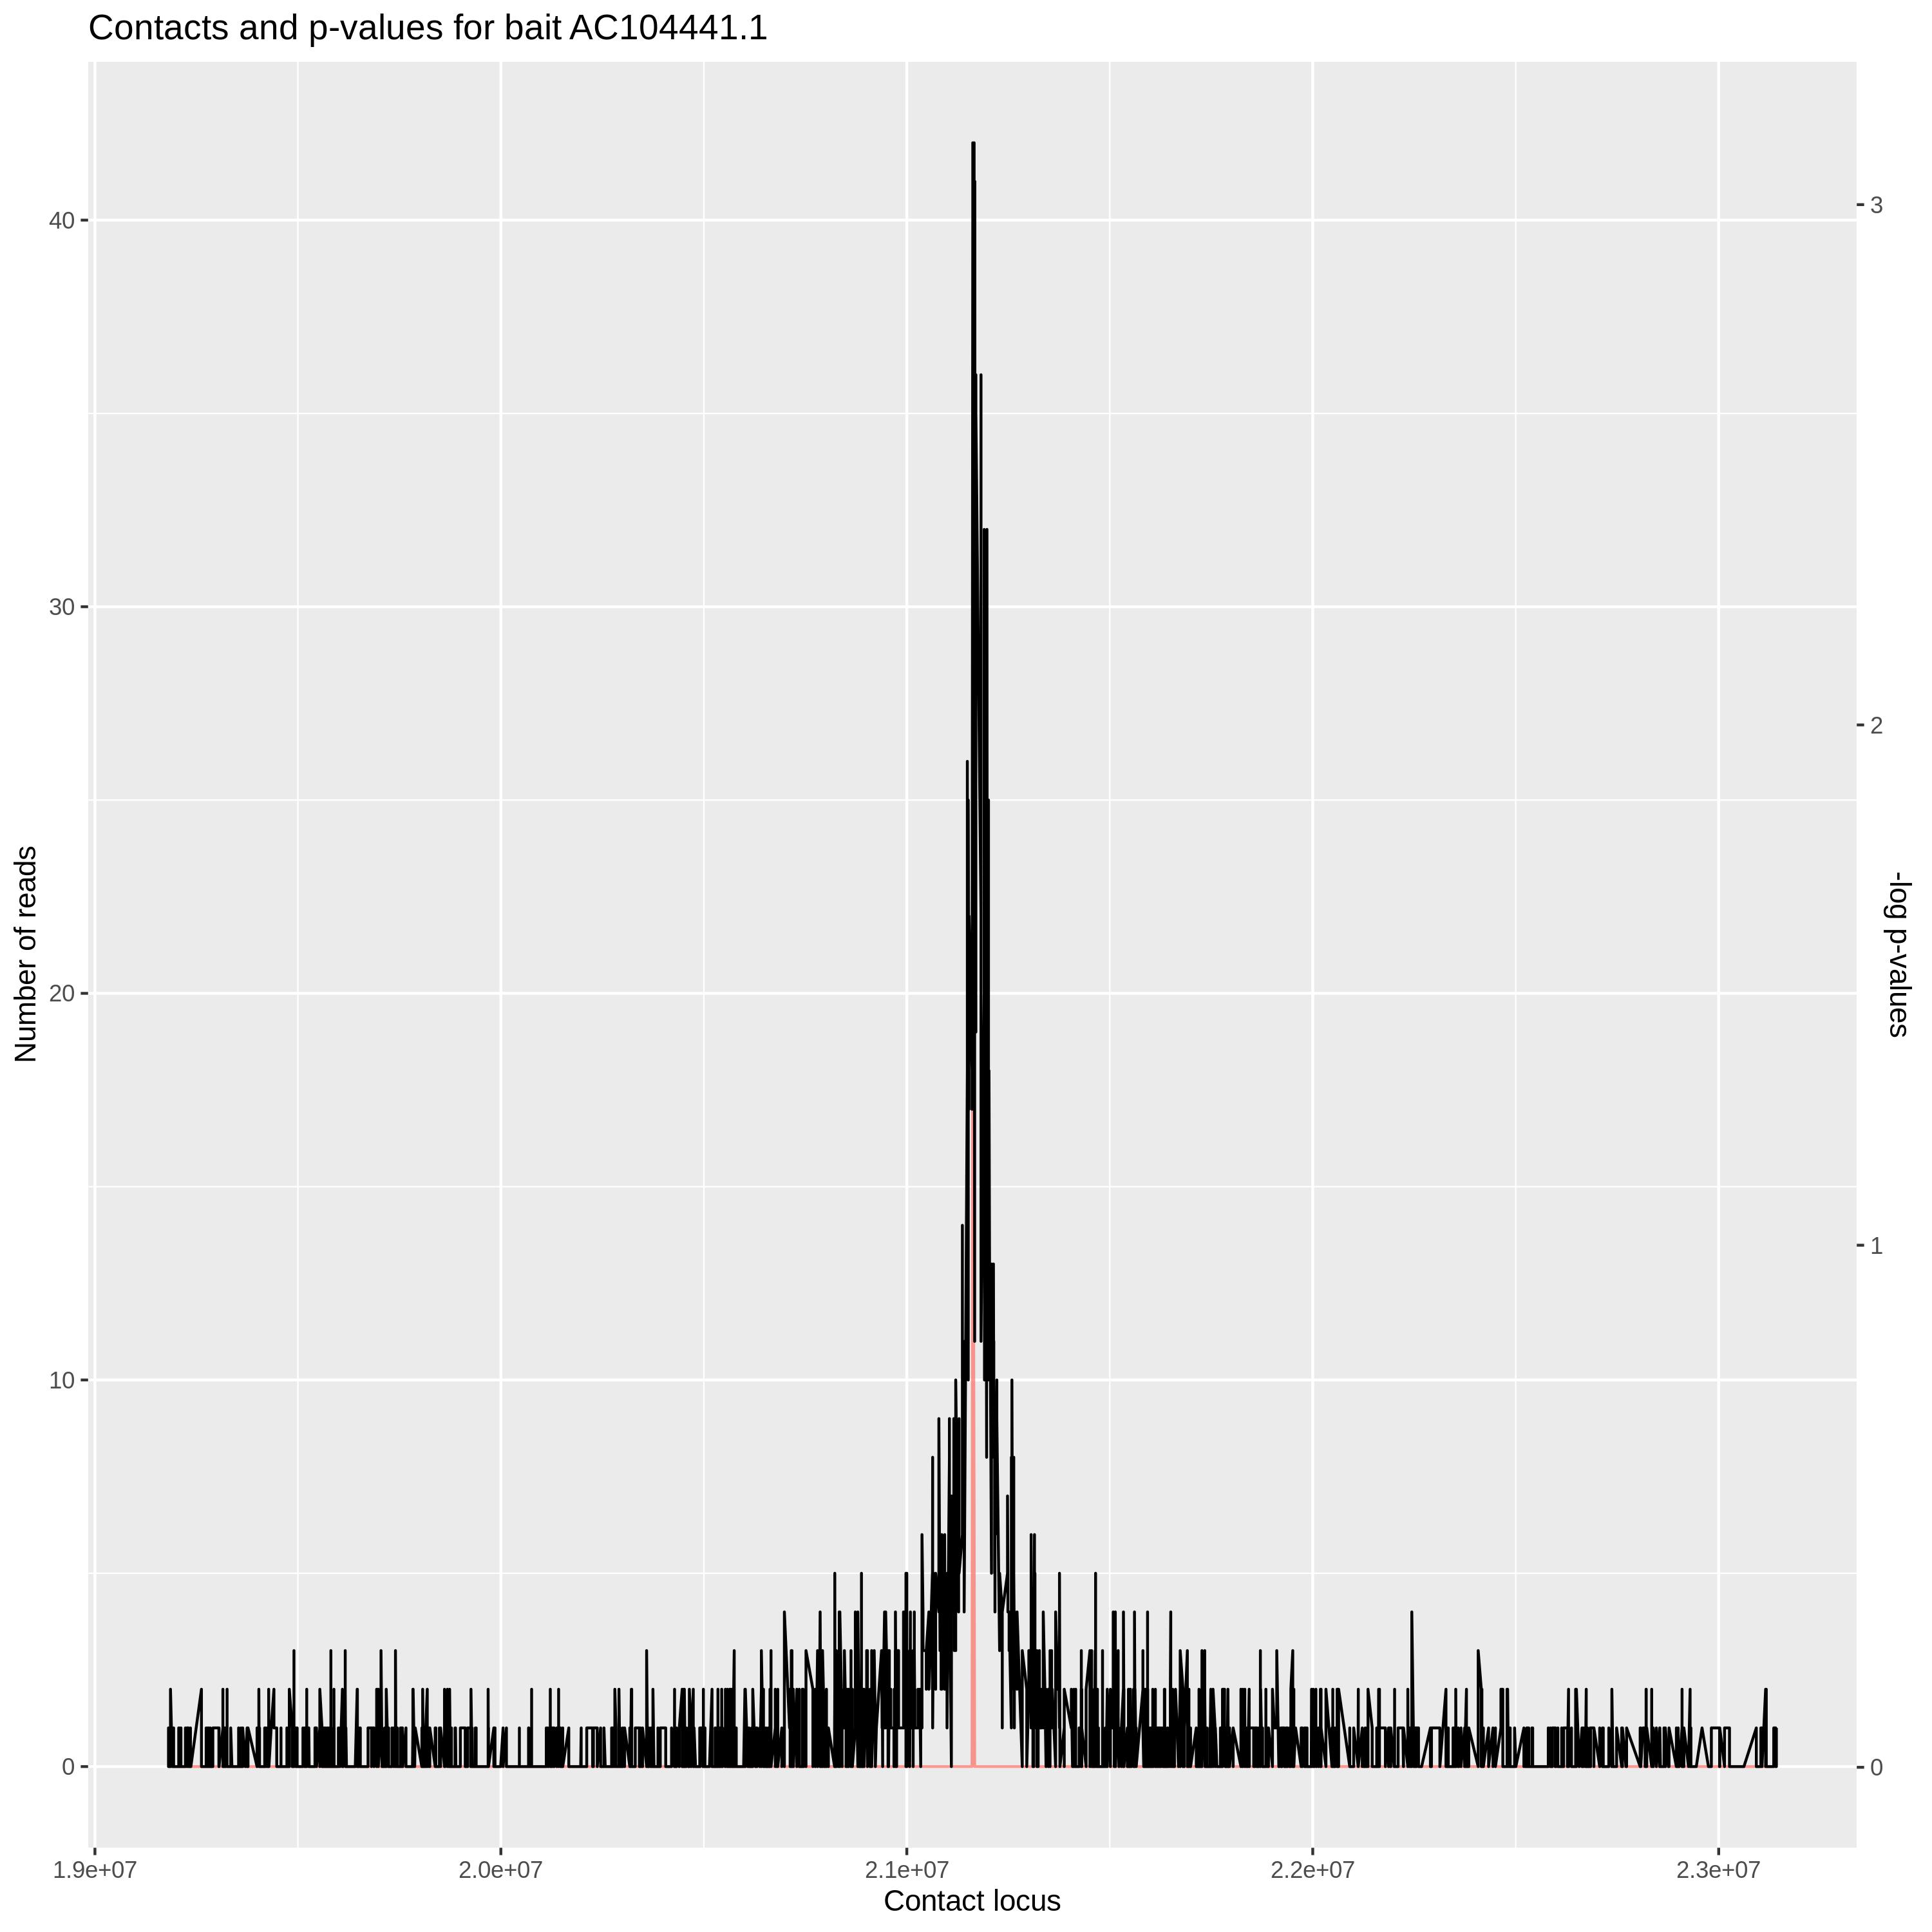 Contacts and p-values for bait AC104441.1
40
30
20
10
0
Number of reads
3
2
1
0
-log p-values
1.9e+07
2.0e+07
2.1e+07
2.2e+07
2.3e+07
Contact locus